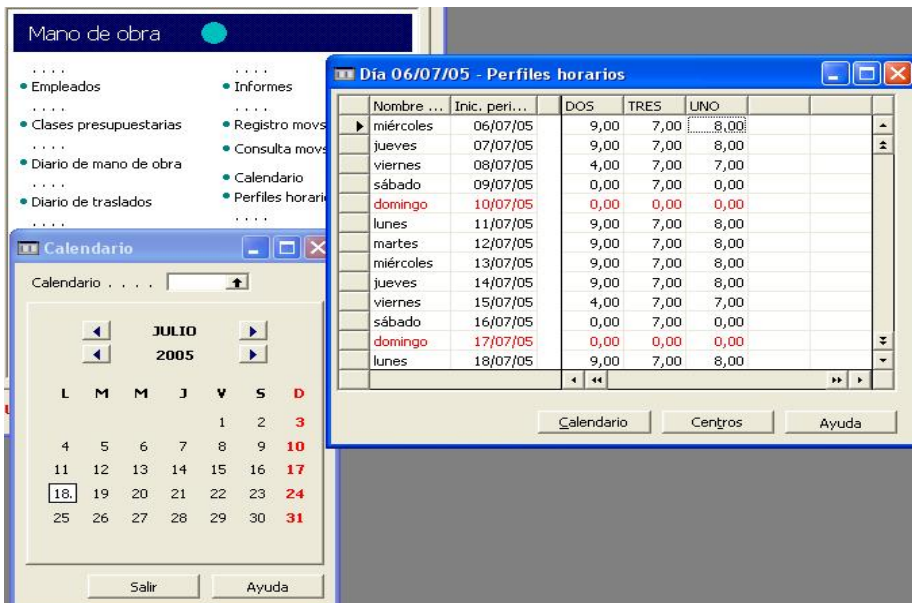 Mano de obra
. . . .
Empleados
. . . .
Clases presupuestarias
. . . .
Diario de mano de obra
. . . .
Diario de traslados
. . . .
. . . .
Informes
. . . .
Registro movs
Consulta movs
Calendario
Perfiles horari
. . . .
Día 06/07/05 - Perfiles horarios
Nombre ... Inic. peri... DOS TRES UNO
miércoles 06/07/05 9,00 7,00 8,00
jueves 07/07/05 9,00 7,00 8,00
viernes 08/07/05 4,00 7,00 7,00
sábado 09/07/05 0,00 7,00 0,00
domingo 10/07/05 0,00 0,00 0,00
lunes 11/07/05 9,00 7,00 8,00
martes 12/07/05 9,00 7,00 8,00
miércoles 13/07/05 9,00 7,00 8,00
jueves 14/07/05 9,00 7,00 8,00
viernes 15/07/05 4,00 7,00 7,00
sábado 16/07/05 0,00 7,00 0,00
domingo 17/07/05 0,00 0,00 0,00
lunes 18/07/05 9,00 7,00 8,00
Calendario Centros Ayuda
Calendario
Calendario . . . .
JULIO
2005
L M M J V S D
1 2 3
4 5 6 7 8 9 10
11 12 13 14 15 16 17
18. 19 20 21 22 23 24
25 26 27 28 29 30 31
Salir Ayuda